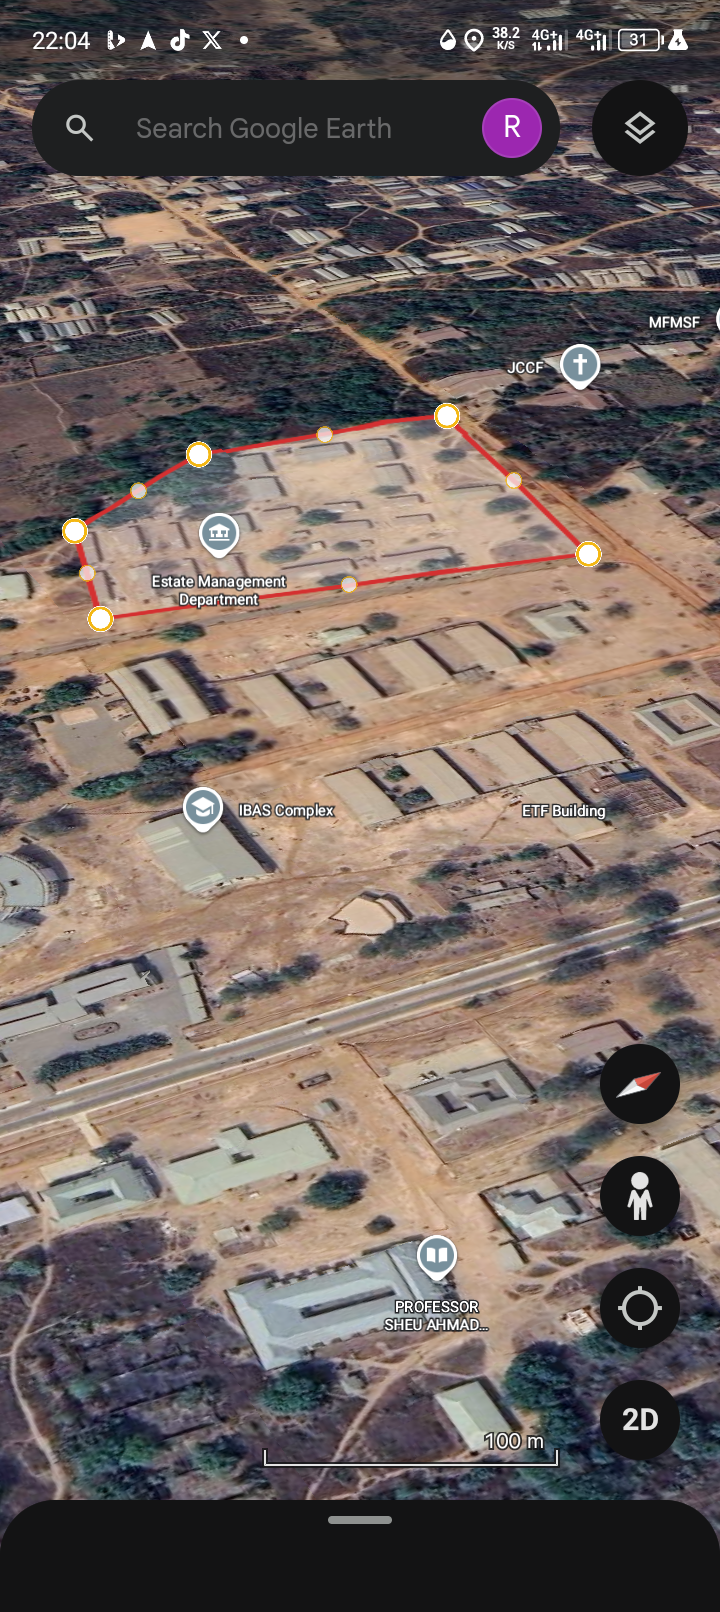 22:04
38.2
K/S
4G+
4G+
31
Search Google Earth
R
MFMSF
JCCF
Estate Management
Department
IBAS Complex
ETF Building
PROFESSOR
SHEU AHMAD...
2D
100 m